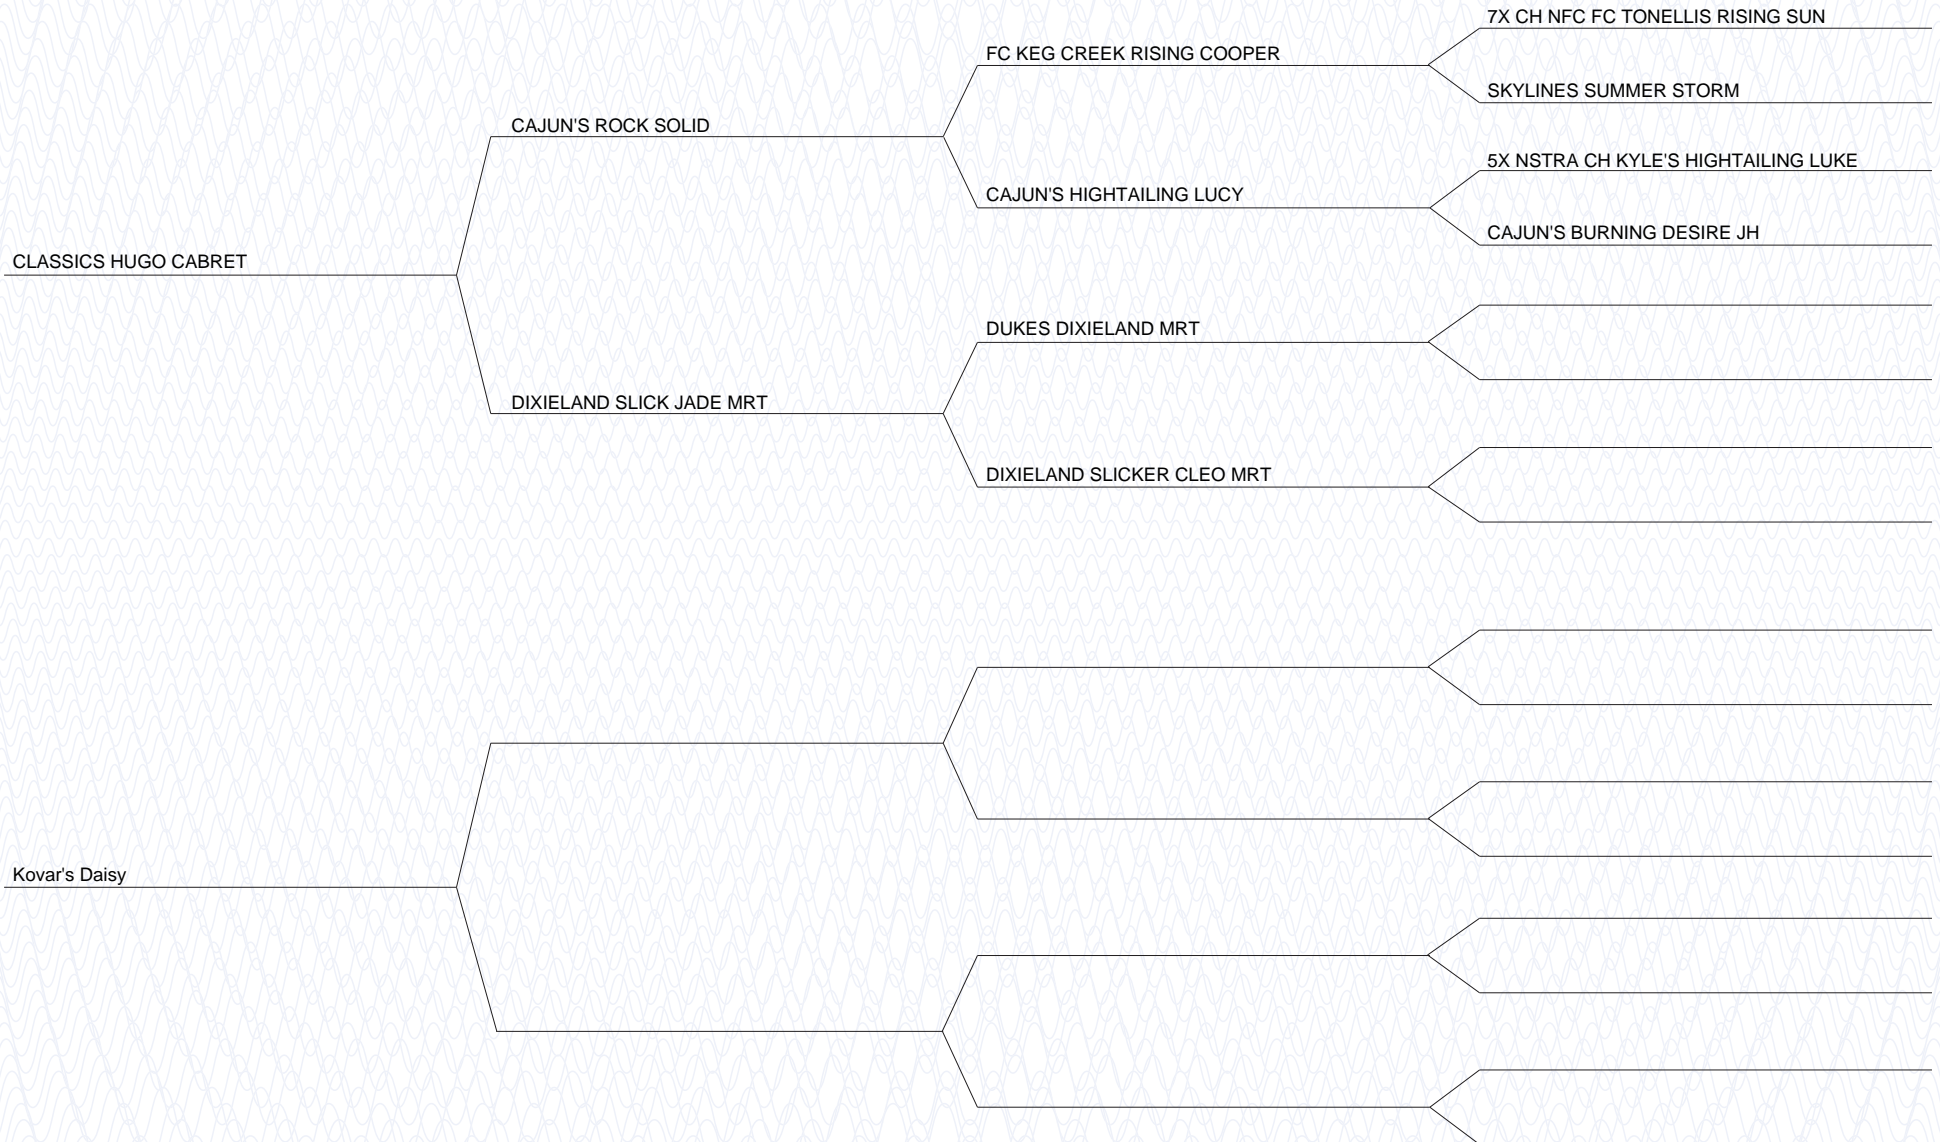 7X CH NFC FC TONELLIS RISING SUN
FC KEG CREEK RISING COOPER
SKYLINES SUMMER STORM
CAJUN'S ROCK SOLID
5X NSTRA CH KYLE'S HIGHTAILING LUKE
CAJUN'S HIGHTAILING LUCY
CAJUN'S BURNING DESIRE JH
CLASSICS HUGO CABRET
DUKES DIXIELAND MRT
DIXIELAND SLICK JADE MRT
DIXIELAND SLICKER CLEO MRT
Kovar's Daisy